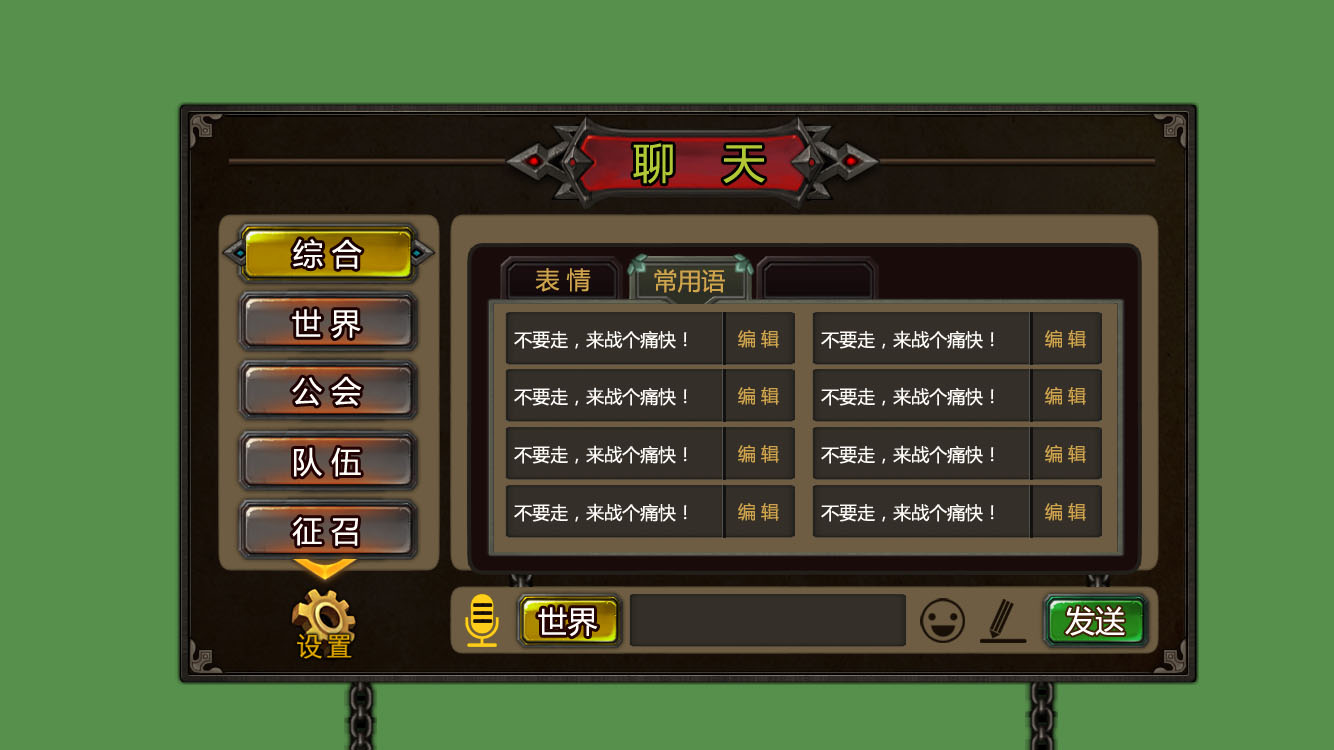 聊 天
综合
世界
公会
队伍
征召
设置
表情 常用语
不要走，来战个痛快！ 编辑 不要走，来战个痛快！ 编辑
不要走，来战个痛快！ 编辑 不要走，来战个痛快！ 编辑
不要走，来战个痛快！ 编辑 不要走，来战个痛快！ 编辑
不要走，来战个痛快！ 编辑 不要走，来战个痛快！ 编辑
世界 发送